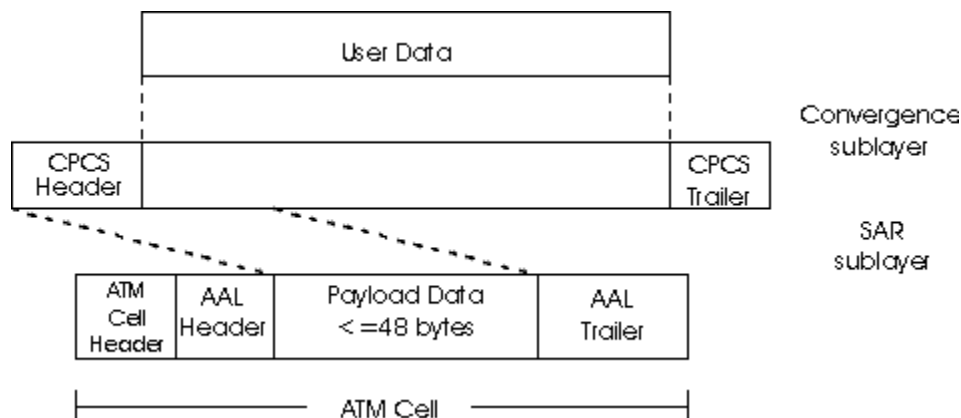 User Data
Convergence
sublayer
CPCS
Header
CPCS
Trailer
SAR
sublayer
ATM
Cell
Header
AAL
Header
Payload Data
< =48 bytes
AAL
Trailer
ATM Cell